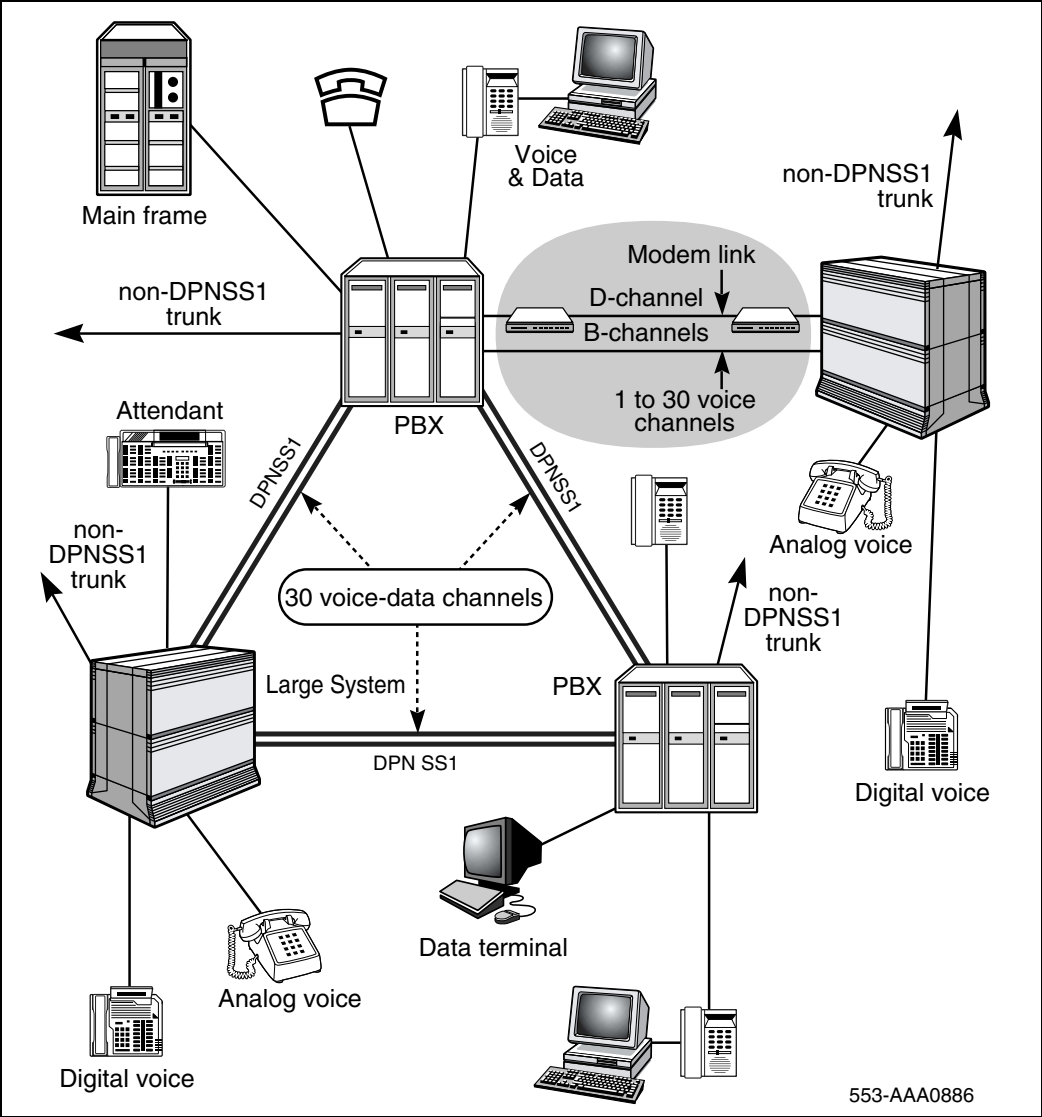 Voice
& Data
Main frame
non-DPNSS1
trunk
Modem link
D-channel
B-channels
1 to 30 voice
channels
non-DPNSS1
trunk
PBX
Attendant
DPNSS1
DPNSS1
non-
DPNSS1
trunk
Analog voice
30 voice-data channels
non-
DPNSS1
trunk
Large System
PBX
DPN SS1
Digital voice
Data terminal
Analog voice
Digital voice
553-AAA0886